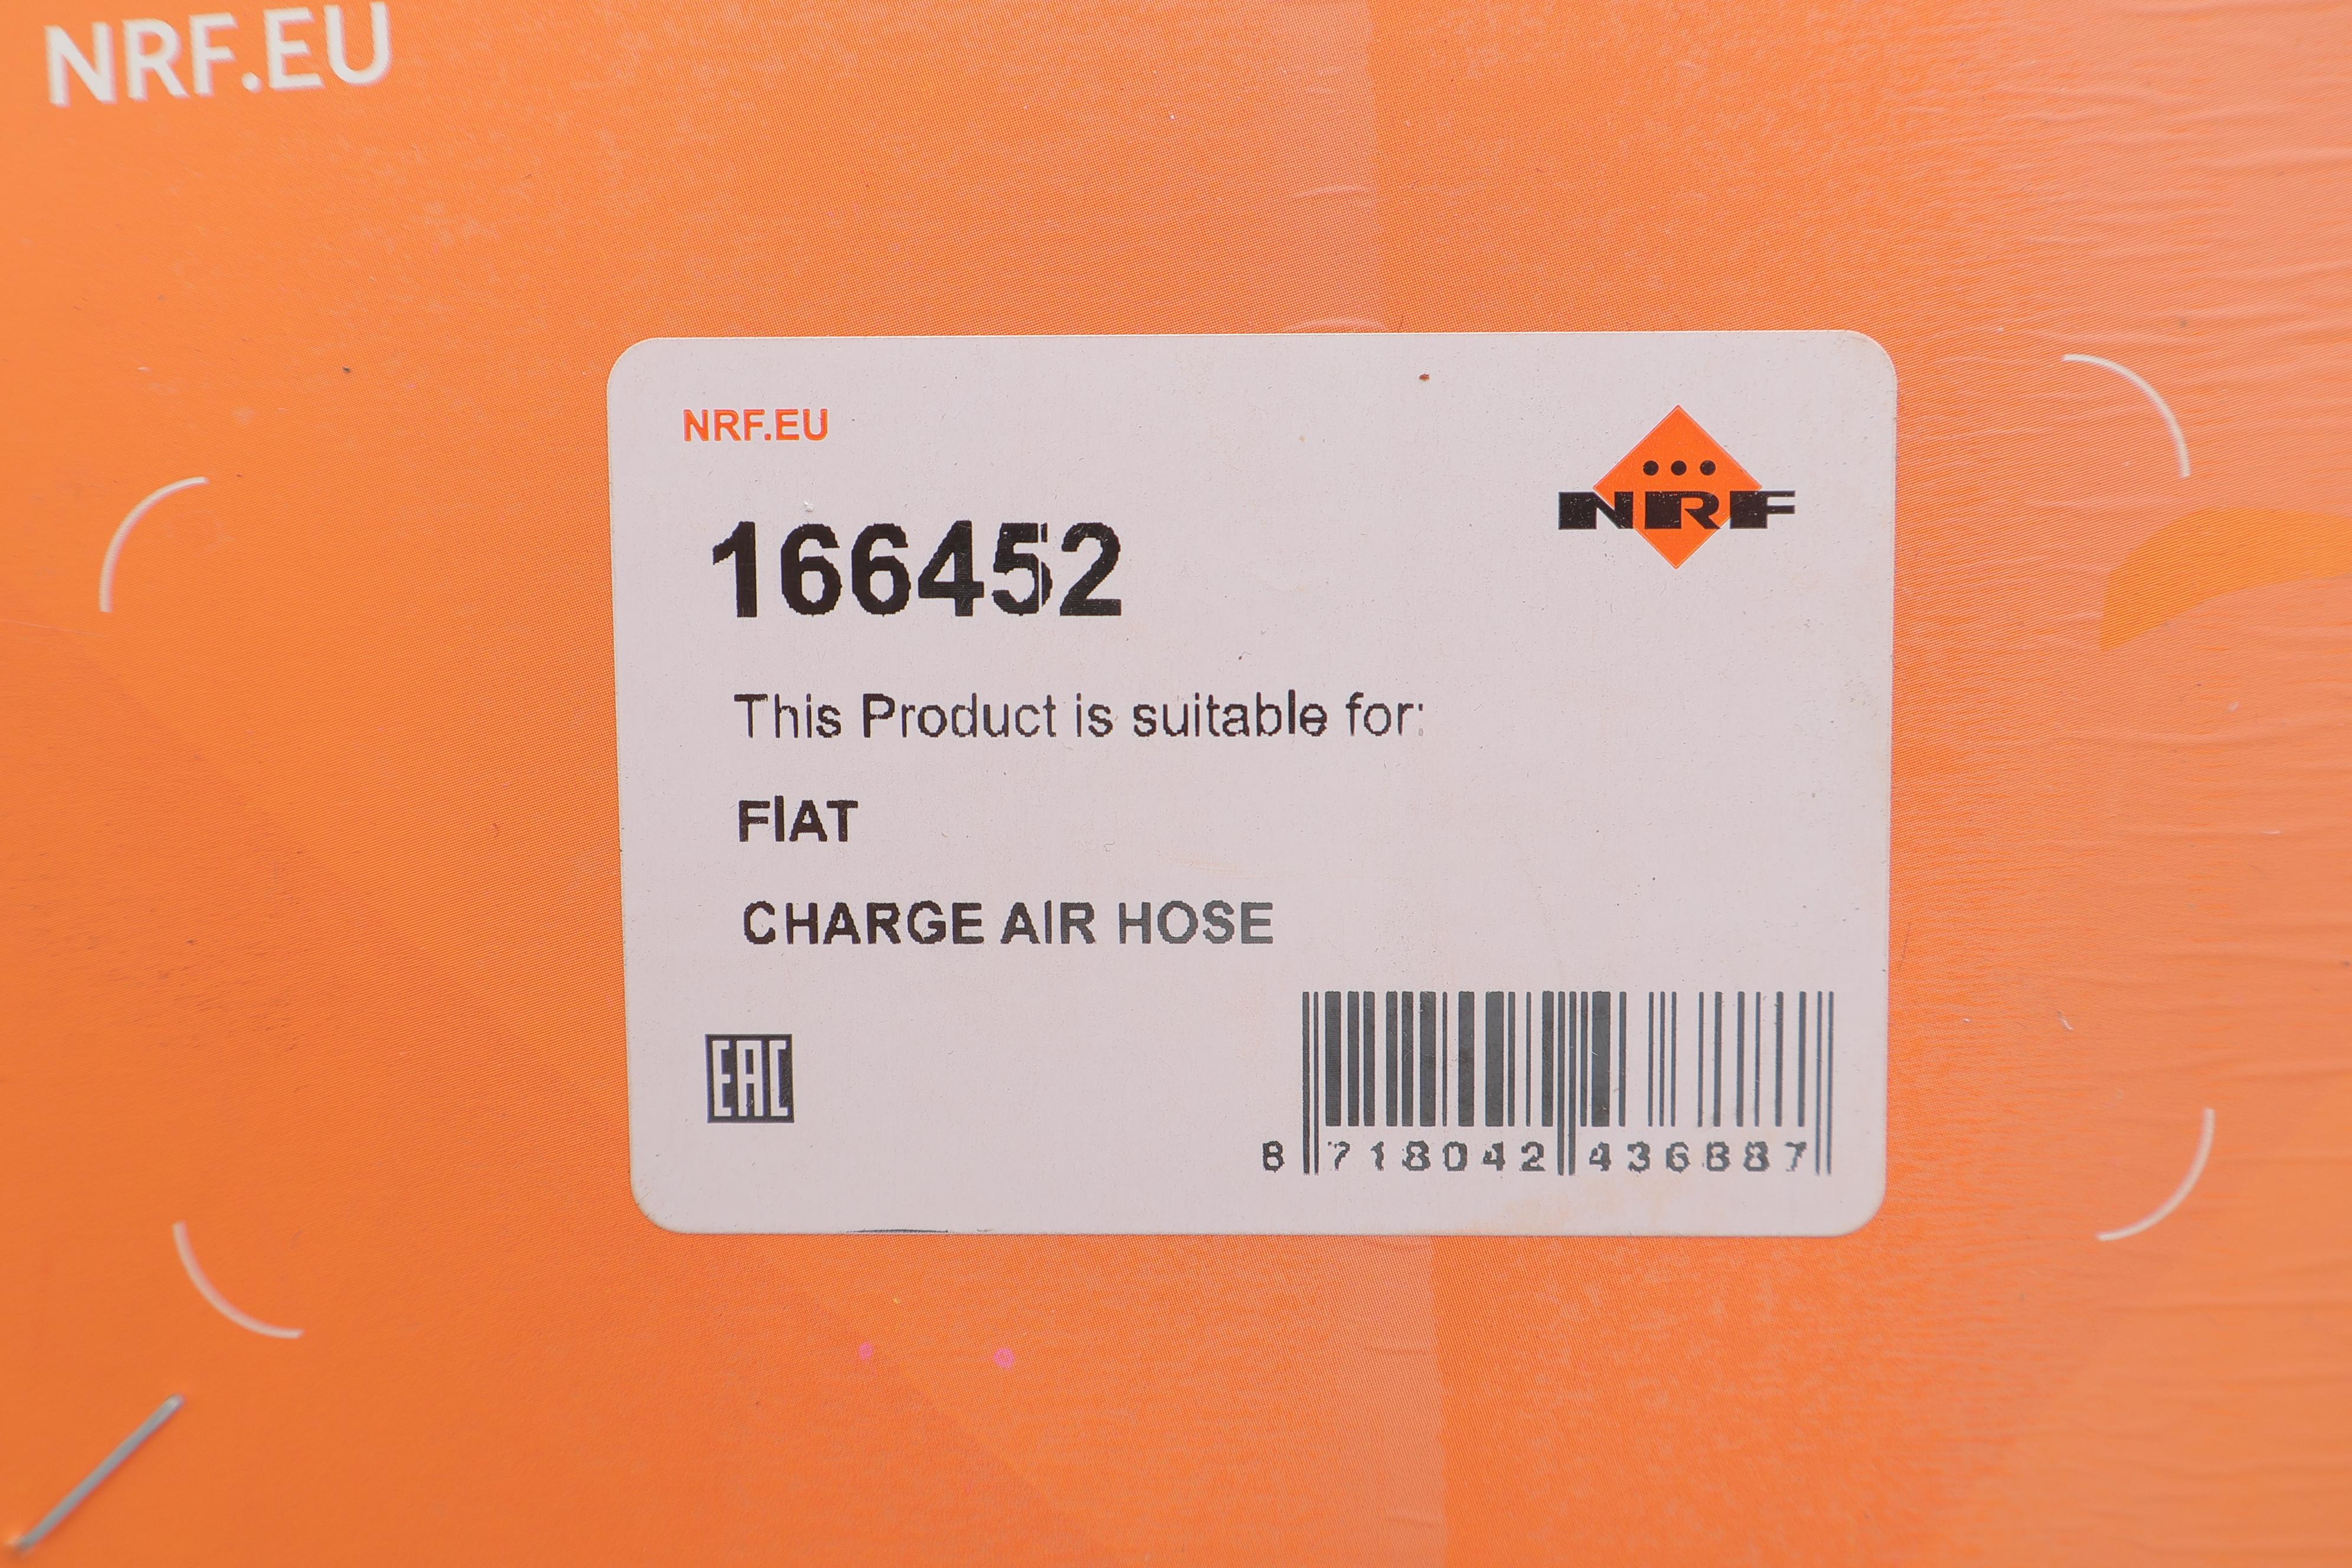 NRF.EU
NRF.EU
NRF
166452
This Product is suitable for:
FIAT
CHARGE AIR HOSE
EAC
8 718042 436887